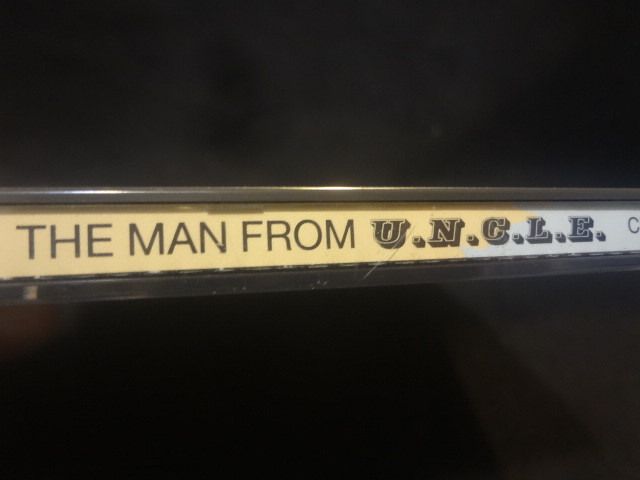 THE MAN FROM U.N.C.L.E. C